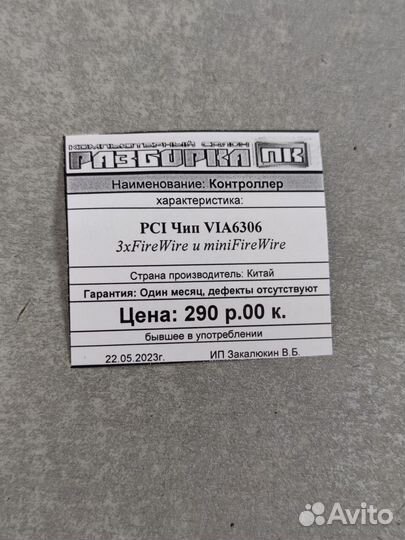 КОМПЬЮТЕРНЫЙ САЛОН
РАЗБОРКА ПК
Наименование: Контроллер
характеристика:
PCI Чип VIA6306
3xFireWire и miniFireWire
Страна производитель: Китай
Гарантия: Один месяц, дефекты отсутствуют
Цена: 290 р.00 к.
бывшее в употреблении
22.05.2023г. ИП Закалюкин В.Б.
Avito